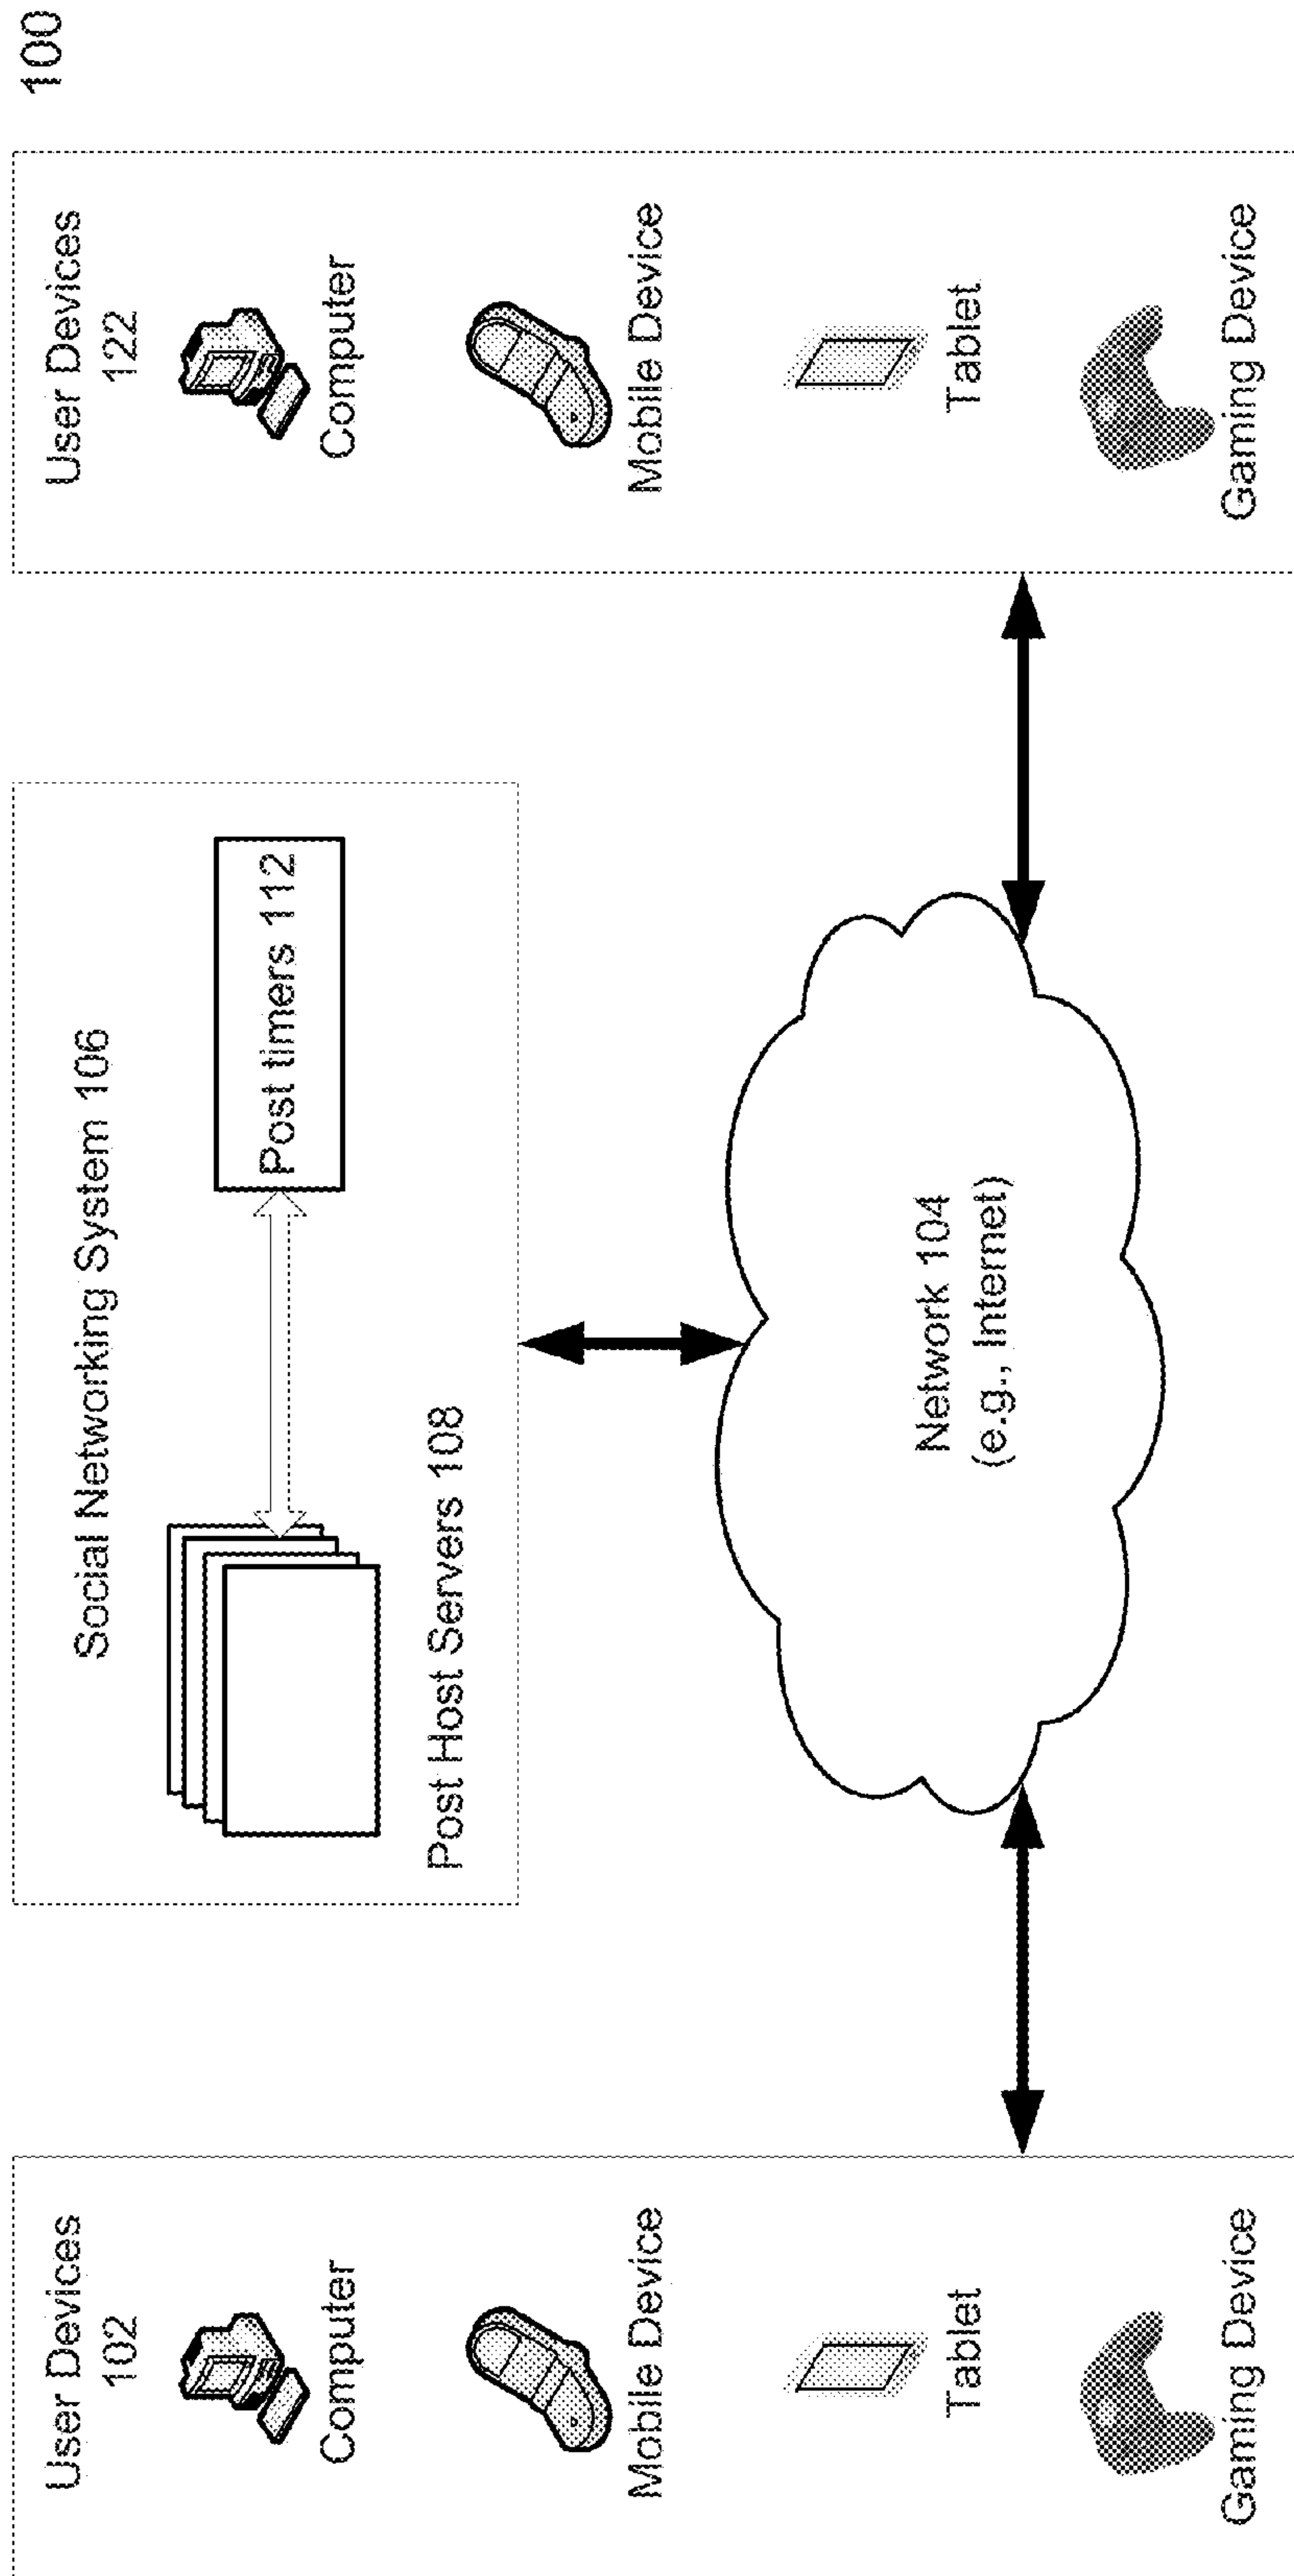 100
User Devices
102
Computer
Mobile Device
Tablet
Gaming Device
Social Networking System 106
Post timers 112
Post Host Servers 108
Network 104
(e.g., Internet)
User Devices
122
Computer
Mobile Device
Tablet
Gaming Device